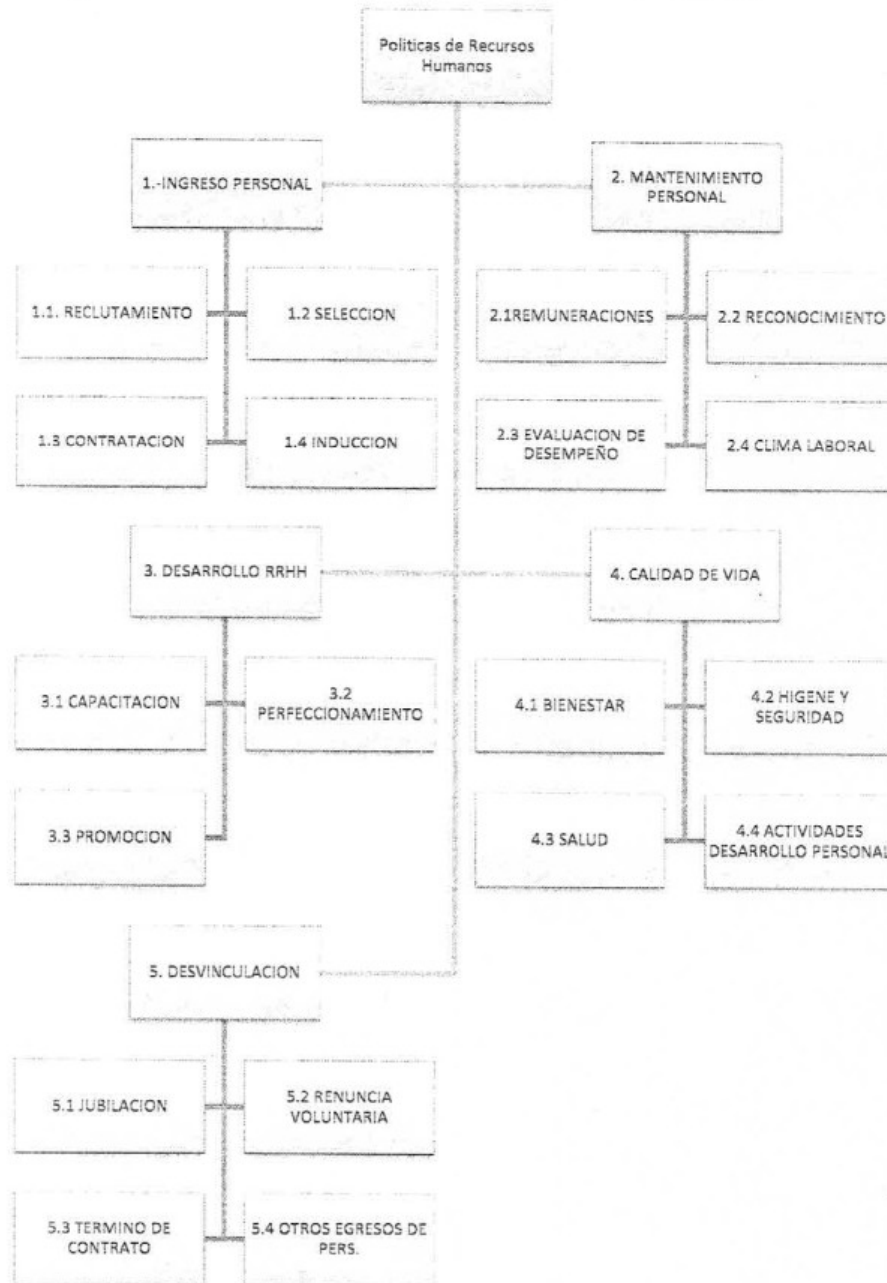 Politicas de Recursos
Humanos
1.-INGRESO PERSONAL
2. MANTENIMIENTO
PERSONAL
1.1. RECLUTAMIENTO
1.2 SELECCION
2.1REMUNERACIONES
2.2 RECONOCIMIENTO
1.3 CONTRATACION
1.4 INDUCCION
2.3 EVALUACION DE
DESEMPEÑO
2.4 CLIMA LABORAL
3. DESARROLLO RRHH
4. CALIDAD DE VIDA
3.1 CAPACITACION
3.2
PERFECCIONAMIENTO
4.1 BIENESTAR
4.2 HIGENE Y
SEGURIDAD
3.3 PROMOCION
4.3 SALUD
4.4 ACTIVIDADES
DESARROLLO PERSONAL
5. DESVINCULACION
5.1 JUBILACION
5.2 RENUNCIA
VOLUNTARIA
5.3 TERMINO DE
CONTRATO
5.4 OTROS EGRESOS DE
PERS.